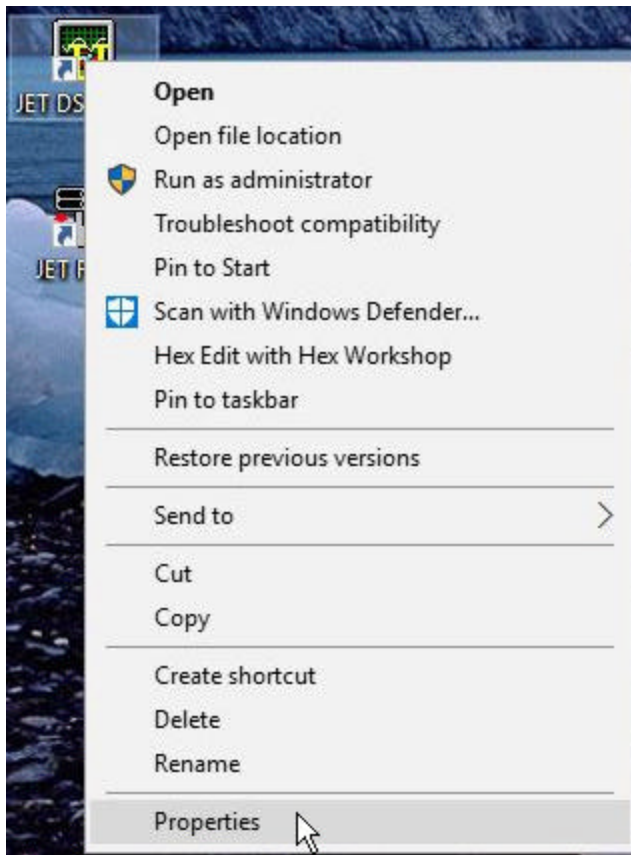 JET DS
JET
Open
Open file location
Run as administrator
Troubleshoot compatibility
Pin to Start
Scan with Windows Defender...
Hex Edit with Hex Workshop
Pin to taskbar
Restore previous versions
Send to
Cut
Copy
Create shortcut
Delete
Rename
Properties